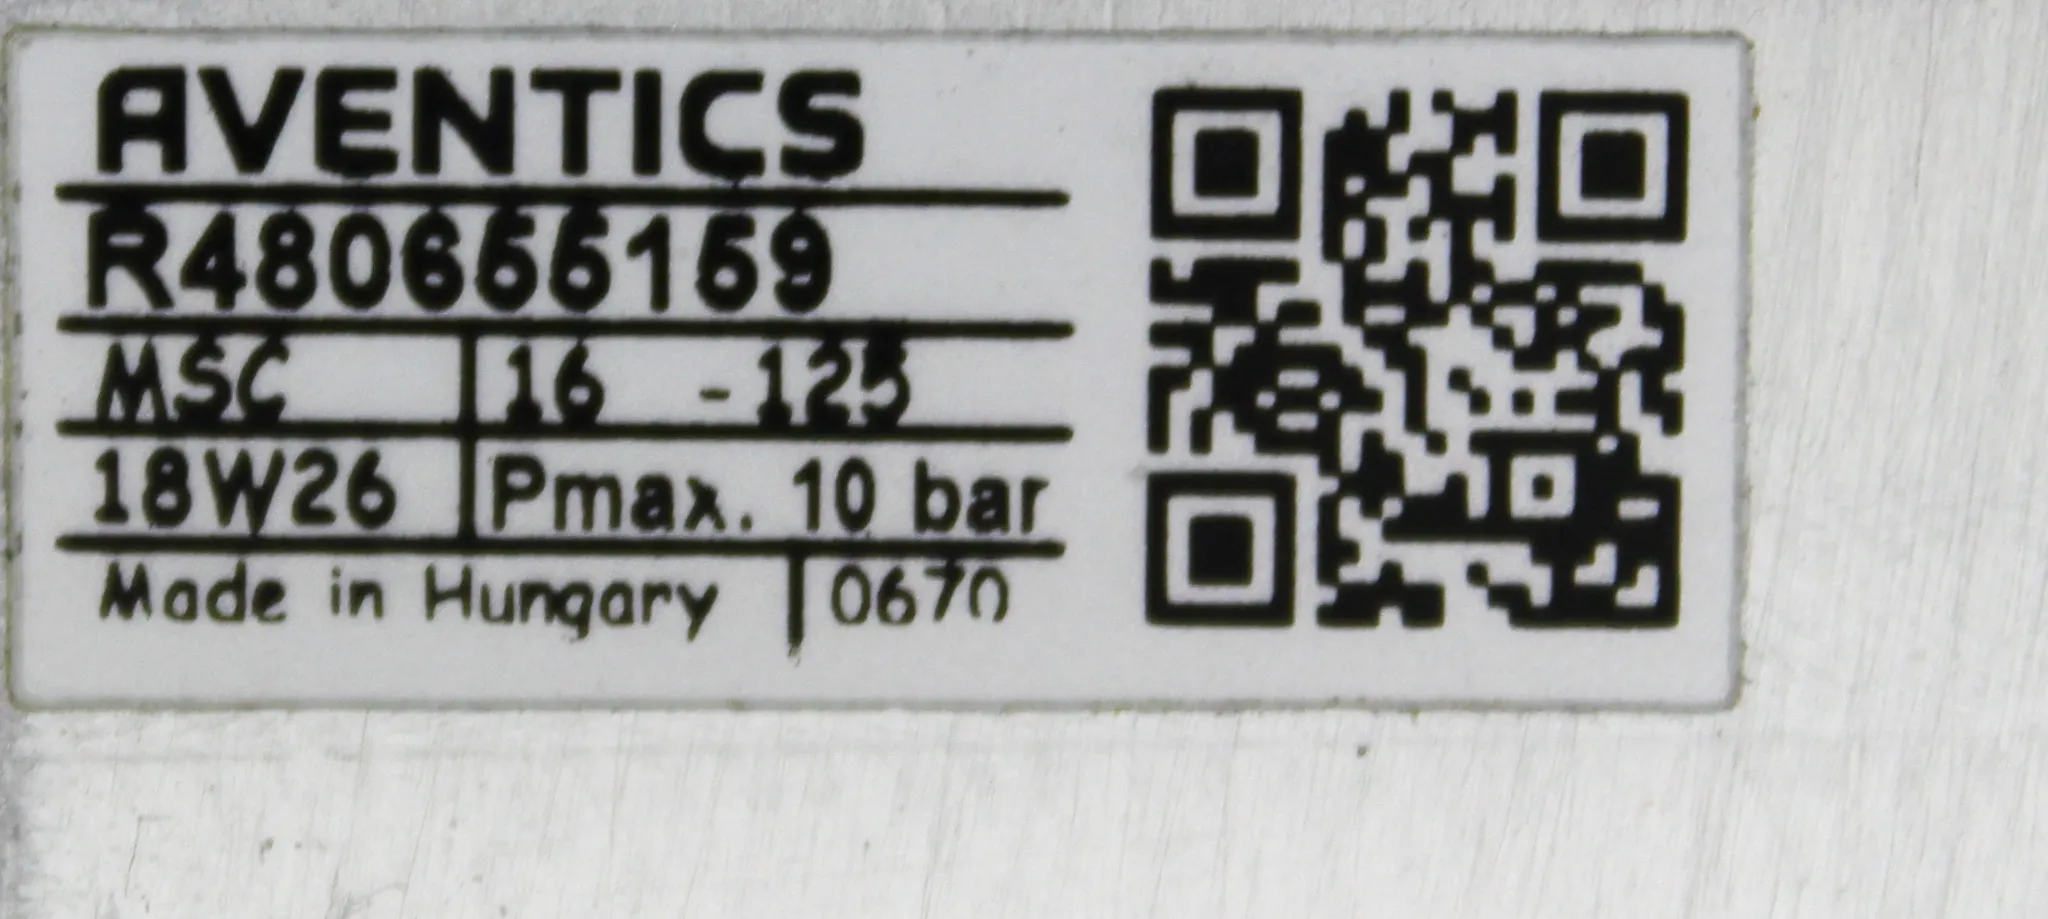 AVENTICS
R480666169
MSC 16 -125
18W26 Pmax. 10 bar
Made in Hungary 0670